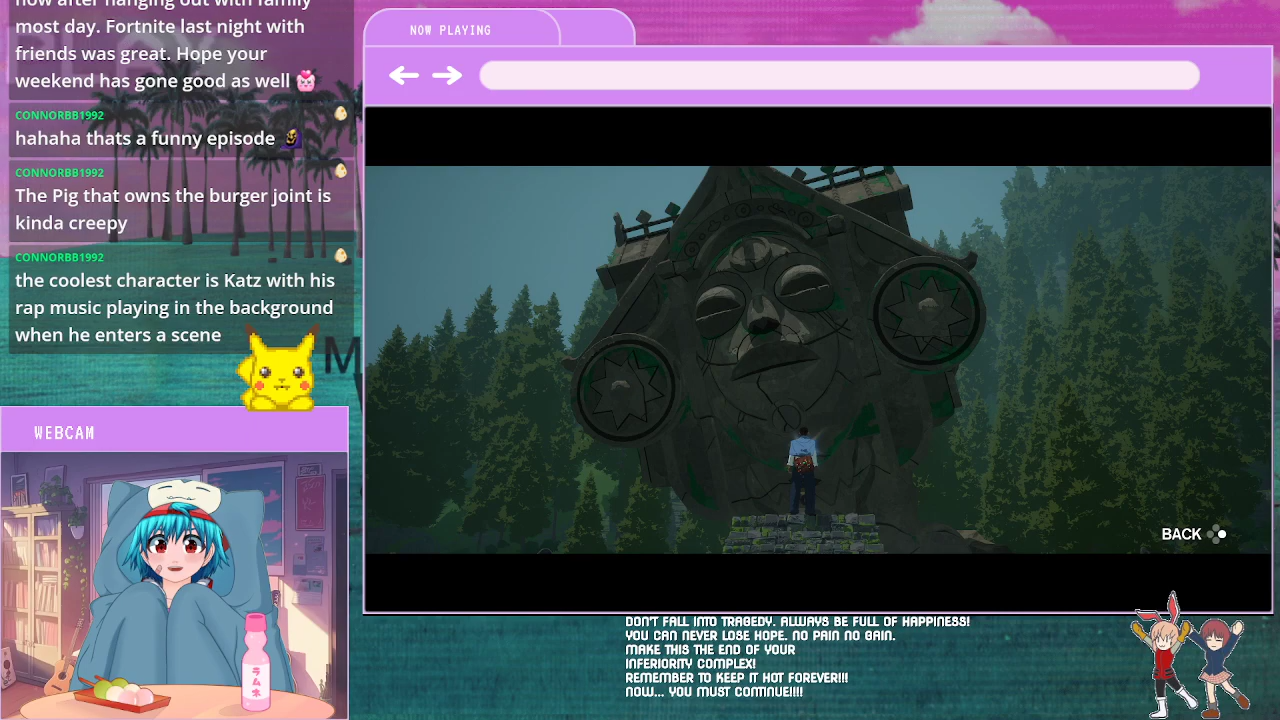 now after hanging out with family
most day. Fortnite last night with
friends was great. Hope your
weekend has gone good as well
CONNORBB1992
hahaha thats a funny episode
CONNORBB1992
The Pig that owns the burger joint is
kinda creepy
CONNORBB1992
the coolest character is Katz with his
rap music playing in the background
when he enters a scene
M
WEBCAM
ラムネ
NOW PLAYING
BACK
DON'T FALL INTO TRAGEDY. ALWAYS BE FULL OF HAPPINESS!
YOU CAN NEVER LOSE HOPE. NO PAIN NO GAIN.
MAKE THIS THE END OF YOUR
INFERIORITY COMPLEX!
REMEMBER TO KEEP IT HOT FOREVER!!!
NOW... YOU MUST CONTINUE!!!!